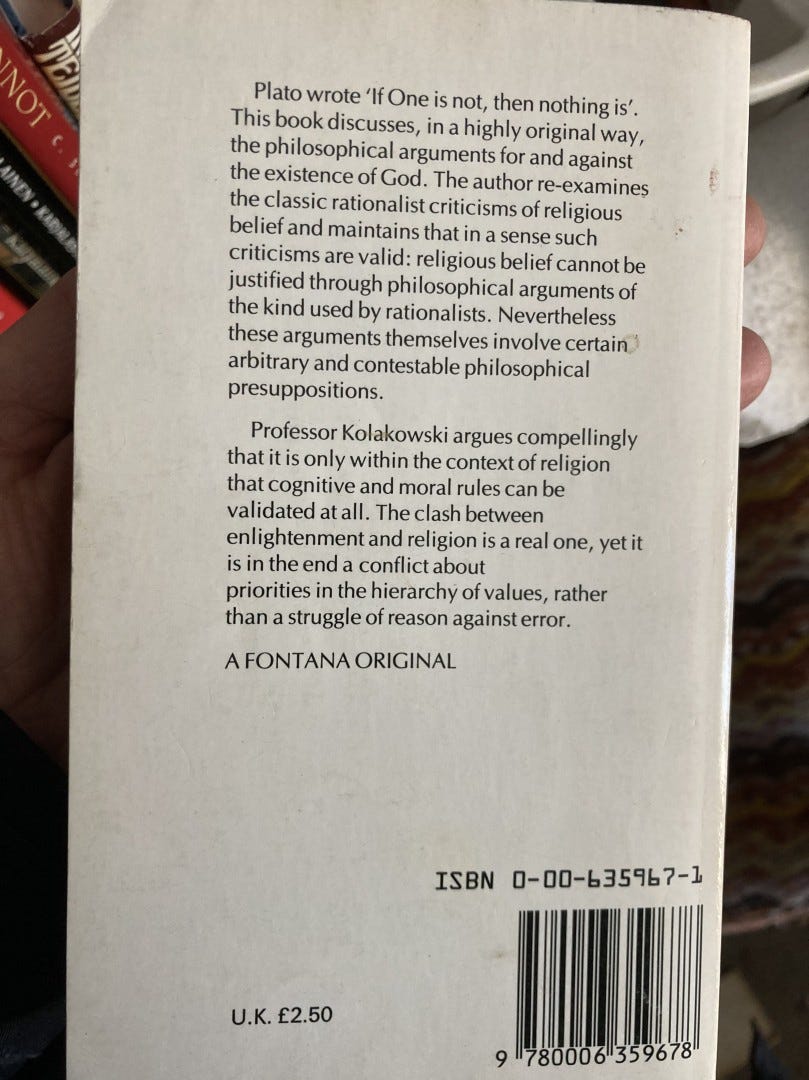 NNOT
C.
Plato wrote ‘If One is not, then nothing is’.
This book discusses, in a highly original way,
the philosophical arguments for and against
the existence of God. The author re-examines
the classic rationalist criticisms of religious
belief and maintains that in a sense such
criticisms are valid: religious belief cannot be
justified through philosophical arguments of
the kind used by rationalists. Nevertheless
these arguments themselves involve certain
arbitrary and contestable philosophical
presuppositions.
Professor Kolakowski argues compellingly
that it is only within the context of religion
that cognitive and moral rules can be
validated at all. The clash between
enlightenment and religion is a real one, yet it
is in the end a conflict about
priorities in the hierarchy of values, rather
than a struggle of reason against error.
A FONTANA ORIGINAL
ISBN 0-00-635967-1
U.K. £2.50
9 780006 359678